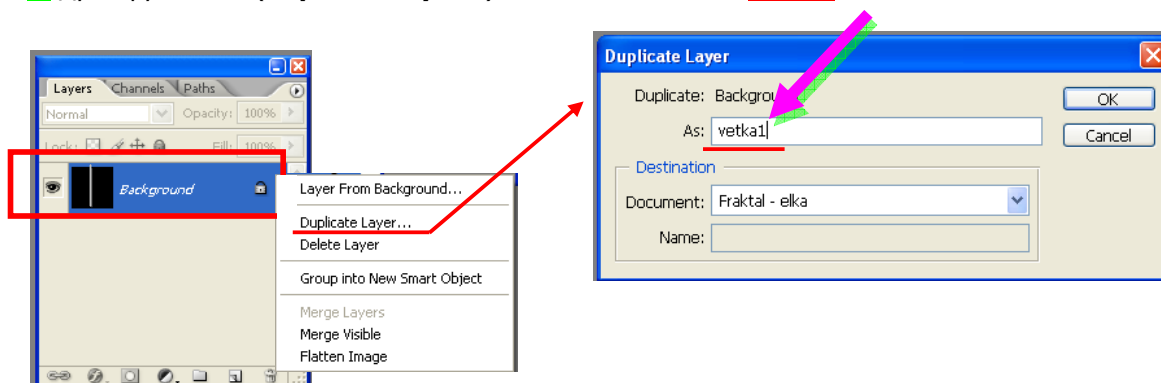 Layers Channels Paths
Normal Opacity: 100%
Lock: Fill: 100%
Background
Layer From Background...
Duplicate Layer...
Delete Layer
Group into New Smart Object
Merge Layers
Merge Visible
Flatten Image
Duplicate Layer
Duplicate: Backgrou
OK
As: vetka1
Cancel
Destination
Document: Fraktal - elka
Name: